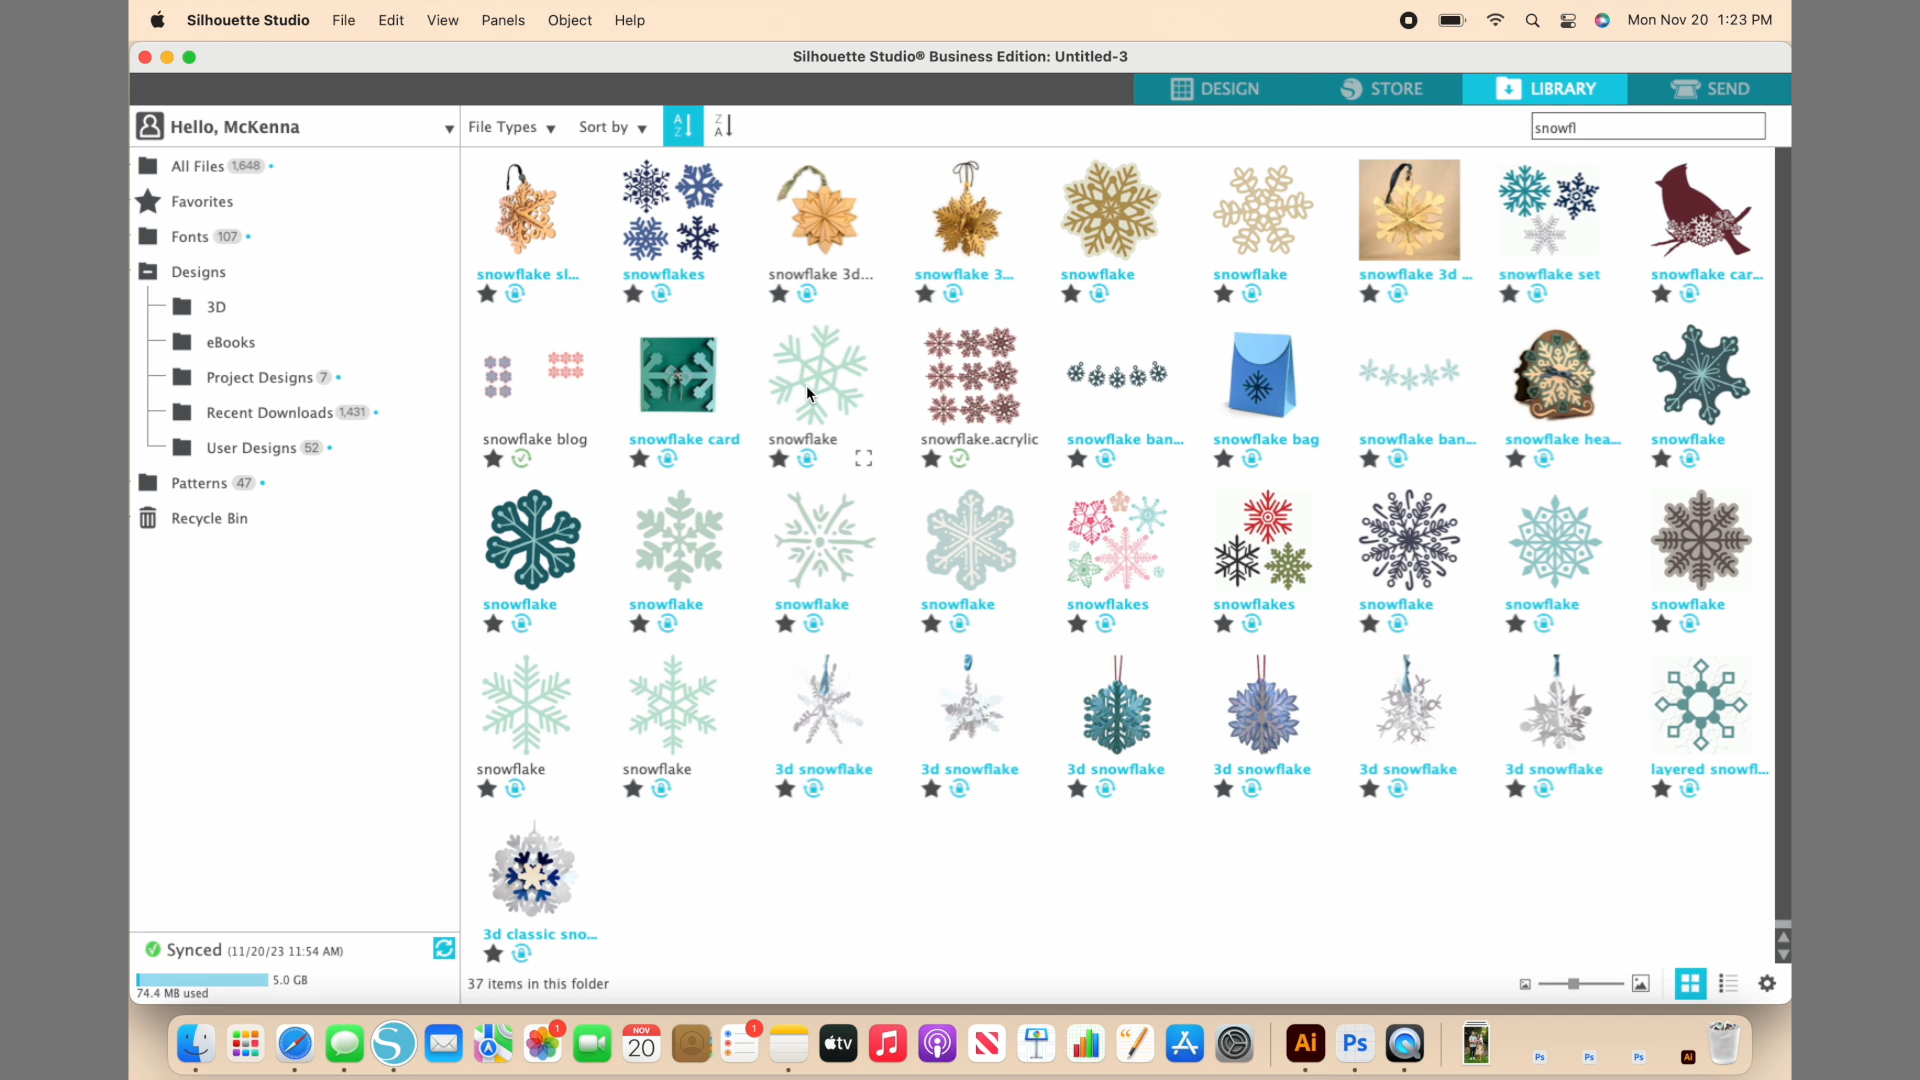 Silhouette Studio File Edit View Panels Object Help Mon Nov 20 1:23 PM
Silhouette Studio® Business Edition: Untitled-3
DESIGN STORE LIBRARY SEND
Hello, McKenna File Types Sort by A Z Z A snowfl
All Files 1,648
Favorites
Fonts 107
Designs
3D
eBooks
Project Designs 7
Recent Downloads 1,431
User Designs 52
Patterns 47
Recycle Bin
snowflake sl... snowflakes snowflake 3d... snowflake 3... snowflake snowflake snowflake 3d ... snowflake set snowflake car...
snowflake blog snowflake card snowflake snowflake.acrylic snowflake ban... snowflake bag snowflake ban... snowflake hea... snowflake
snowflake snowflake snowflake snowflake snowflakes snowflakes snowflake snowflake snowflake
snowflake snowflake 3d snowflake 3d snowflake 3d snowflake 3d snowflake 3d snowflake 3d snowflake layered snowfl...
3d classic sno...
Synced (11/20/23 11:54 AM)
5.0 GB
74.4 MB used
37 items in this folder
1 NOV 20 1 tv Ai Ps Ps Ps Ps Ai